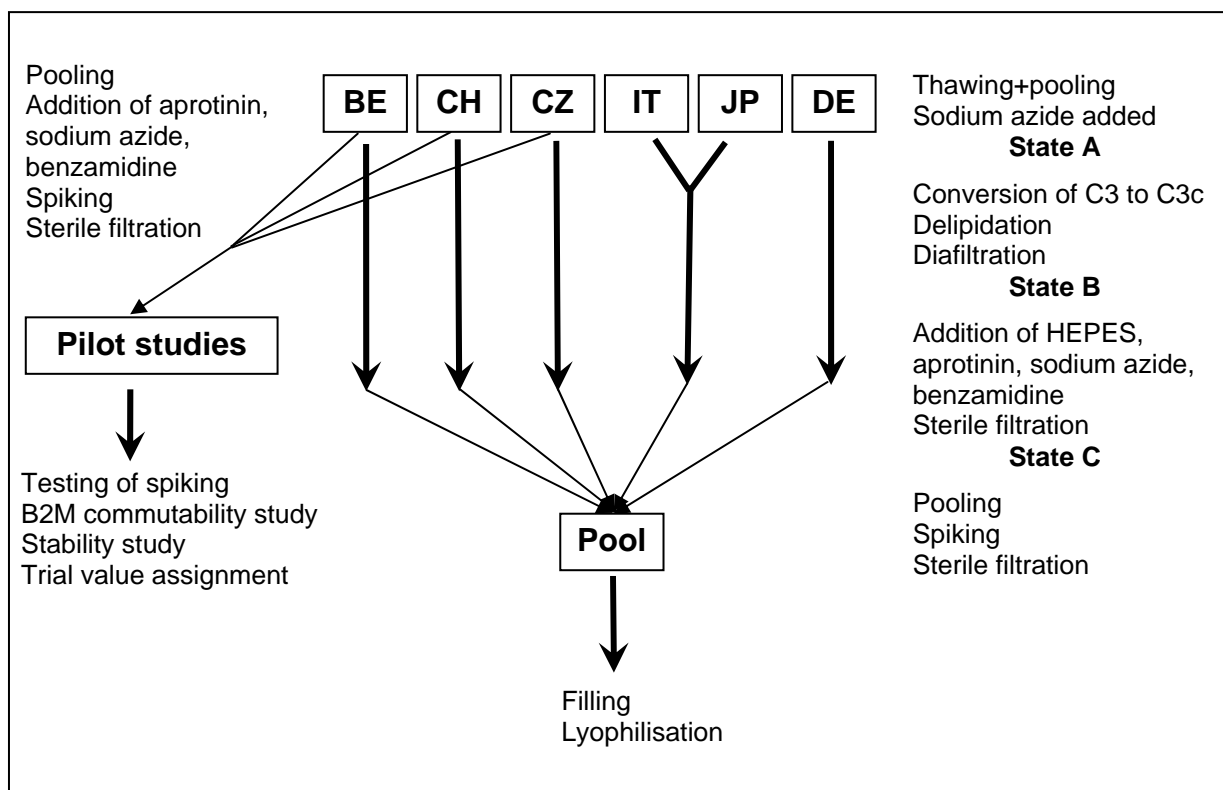 Pooling
Addition of aprotinin,
sodium azide,
benzamidine
Spiking
Sterile filtration
BE
CH
CZ
IT
JP
DE
Thawing+pooling
Sodium azide added
State A
Conversion of C3 to C3c
Delipidation
Diafiltration
State B
Addition of HEPES,
aprotinin, sodium azide,
benzamidine
Sterile filtration
State C
Pooling
Spiking
Sterile filtration
Pilot studies
Testing of spiking
B2M commutability study
Stability study
Trial value assignment
Pool
Filling
Lyophilisation